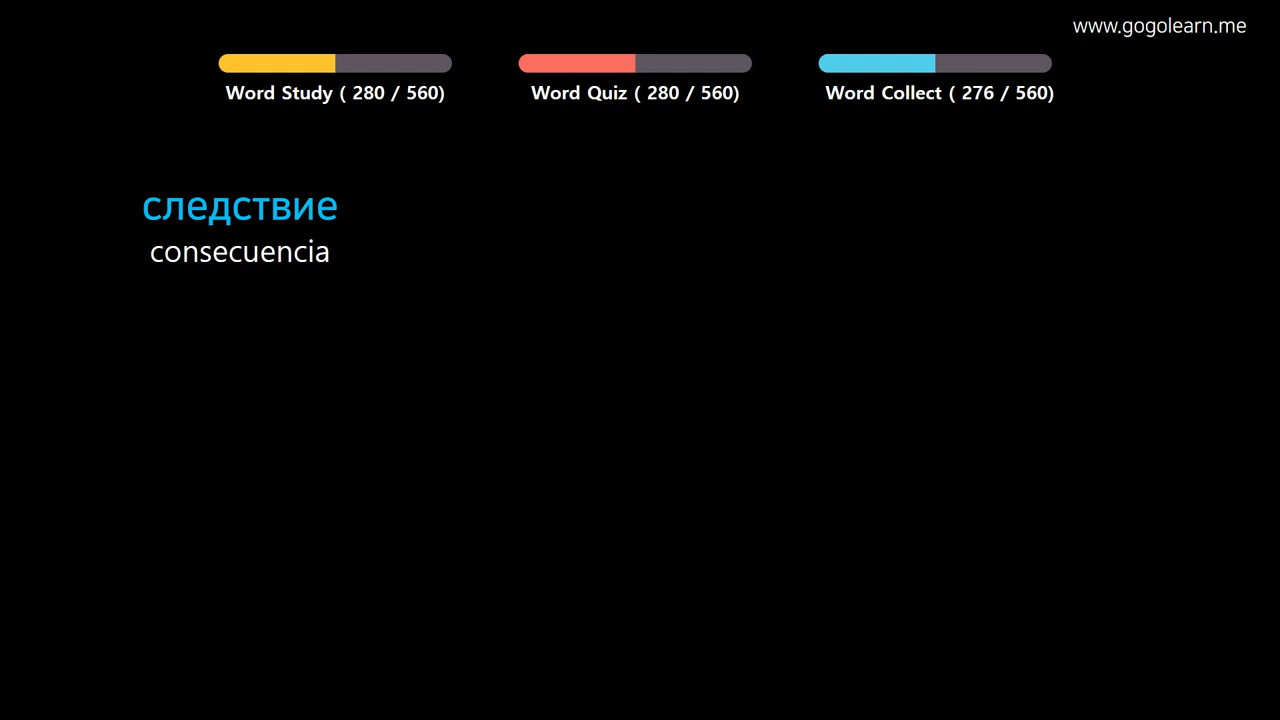 www.gogolearn.me
Word Study ( 280 / 560)
Word Quiz ( 280 / 560)
Word Collect ( 276 / 560)
следствие
consecuencia